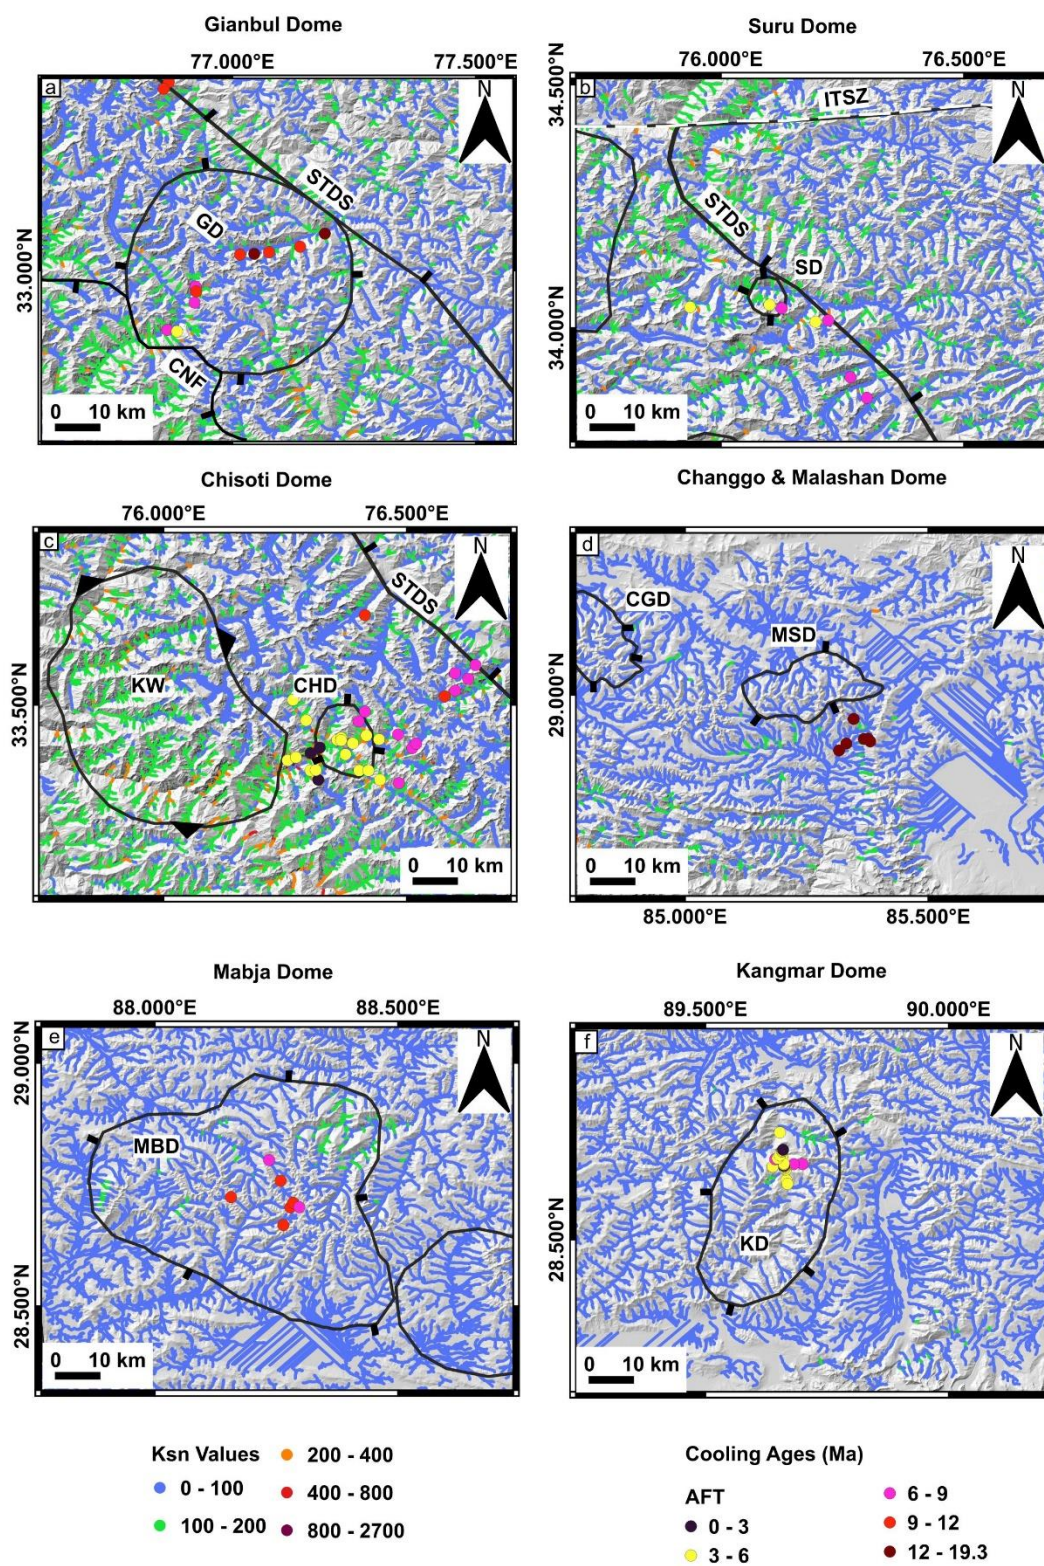 Gianbul Dome
77.000°E 77.500°E
a
N
33.000°N
STDS
GD
CNF
0 10 km
Suru Dome
76.000°E 76.500°E
34.500°N
b
ITSZ
N
STDS
SD
34.000°N
0 10 km
Chisoti Dome
76.000°E 76.500°E
c
N
STDS
KW
CHD
33.500°N
0 10 km
Changgo & Malashan Dome
d
N
CGD
MSD
29.000°N
0 10 km
85.000°E 85.500°E
Mabja Dome
88.000°E 88.500°E
29.000°N
e
N
MBD
28.500°N
0 10 km
Kangmar Dome
89.500°E 90.000°E
f
N
28.500°N
KD
0 10 km
Ksn Values
0 - 100
100 - 200
200 - 400
400 - 800
800 - 2700
Cooling Ages (Ma)
AFT
0 - 3
3 - 6
6 - 9
9 - 12
12 - 19.3